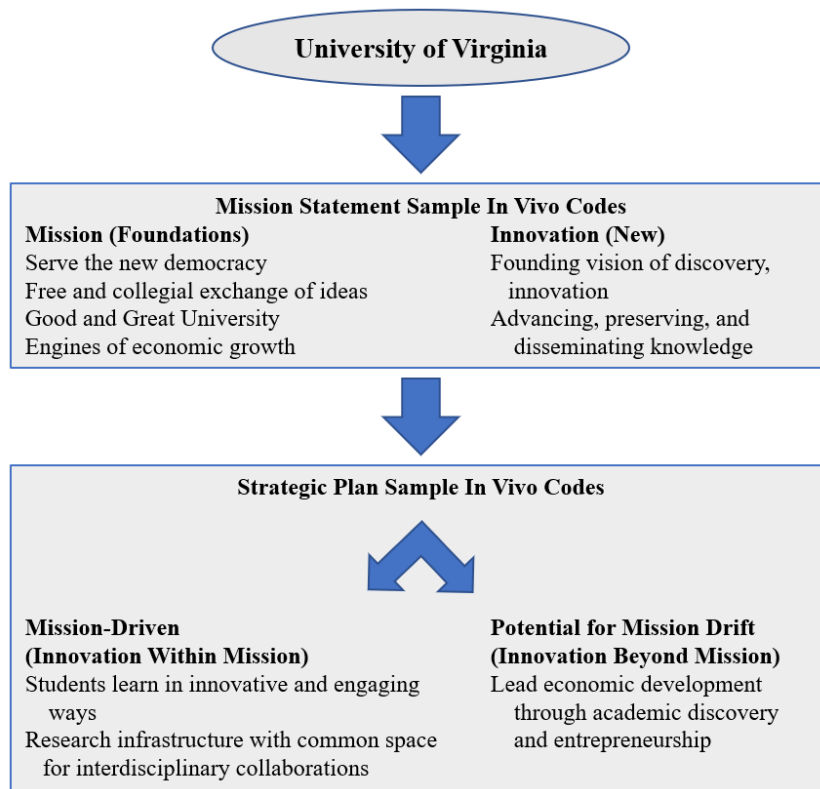 University of Virginia
Mission Statement Sample In Vivo Codes
Mission (Foundations)
Serve the new democracy
Free and collegial exchange of ideas
Good and Great University
Engines of economic growth
Innovation (New)
Founding vision of discovery,
innovation
Advancing, preserving, and
disseminating knowledge
Strategic Plan Sample In Vivo Codes
Mission-Driven
(Innovation Within Mission)
Students learn in innovative and engaging
ways
Research infrastructure with common space
for interdisciplinary collaborations
Potential for Mission Drift
(Innovation Beyond Mission)
Lead economic development
through academic discovery
and entrepreneurship